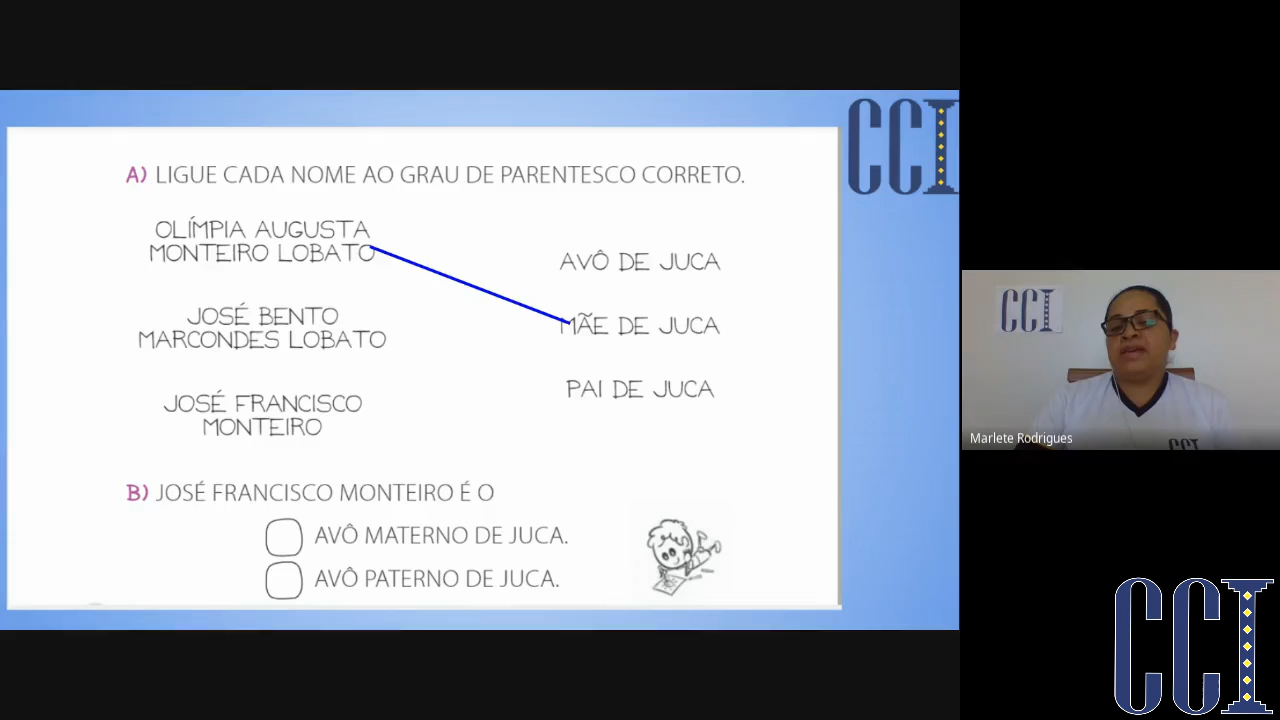 CCI
A) LIGUE CADA NOME AO GRAU DE PARENTESCO CORRETO.
OLÍMPIA AUGUSTA
MONTEIRO LOBATO
JOSÉ BENTO
MARCONDES LOBATO
JOSÉ FRANCISCO
MONTEIRO
AVÔ DE JUCA
MÃE DE JUCA
PAI DE JUCA
B) JOSÉ FRANCISCO MONTEIRO É O
AVÔ MATERNO DE JUCA.
AVÔ PATERNO DE JUCA.
CCI
CCI
Marlete Rodrigues
CCI